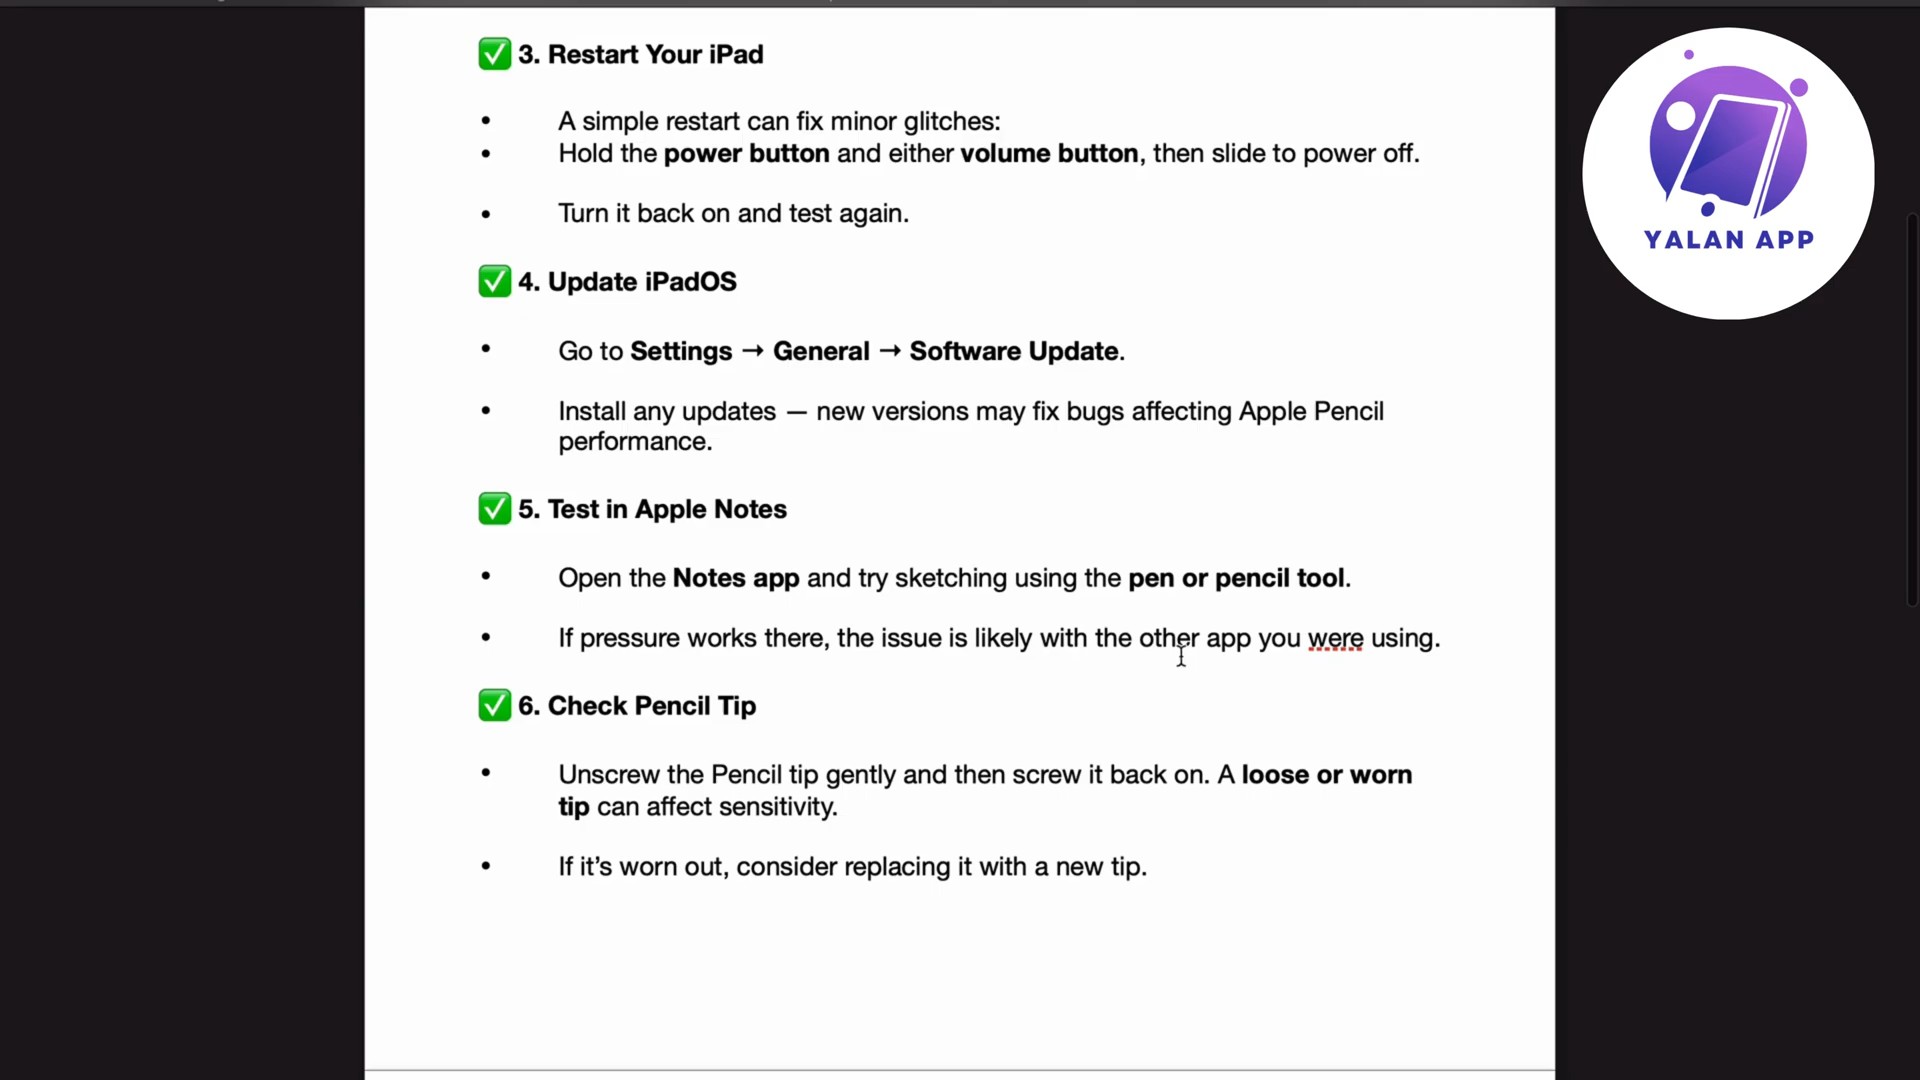 ✅ 3. Restart Your iPad
• A simple restart can fix minor glitches:
• Hold the power button and either volume button, then slide to power off.
• Turn it back on and test again.
✅ 4. Update iPadOS
• Go to Settings → General → Software Update.
• Install any updates — new versions may fix bugs affecting Apple Pencil
performance.
✅ 5. Test in Apple Notes
• Open the Notes app and try sketching using the pen or pencil tool.
• If pressure works there, the issue is likely with the other app you were using.
✅ 6. Check Pencil Tip
• Unscrew the Pencil tip gently and then screw it back on. A loose or worn
tip can affect sensitivity.
• If it’s worn out, consider replacing it with a new tip.
YALAN APP